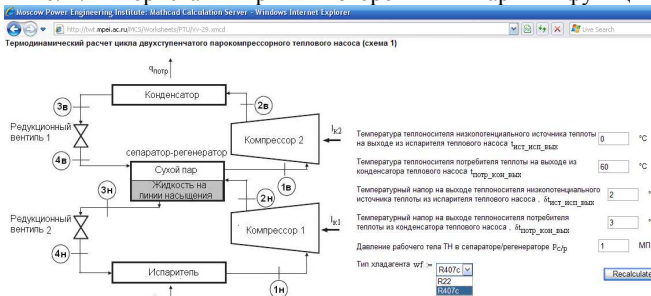 Moscow Power Engineering Institute: Mathcad Calculation Server - Windows Internet Explorer
http://twt.mpei.ac.ru/MCS/Worksheets/PTU/Vv-29.xmcd
Live Search
Термодинамический расчет цикла двухступенчатого парокомпрессорного теплового насоса (схема 1)
qпотр
Конденсатор
3в
2в
Редукционный
вентиль 1
Компрессор 2
lк2
4в
сепаратор-регенератор
Сухой пар
1в
3н
Жидкость на
линии насыщения
2н
Редукционный
вентиль 2
Компрессор 1
lк1
4н
Испаритель
1н
Температура теплоносителя низкопотенциального источника теплоты
на выходе из испарителя теплового насоса tист_исп_вых
0 °C
Температура теплоносителя потребителя теплоты на выходе из
конденсатора теплового насоса tпотр_кон_вых
60 °C
Температурный напор на выходе теплоносителя низкопотенциального
источника теплоты из испарителя теплового насоса . δtист_исп_вых
2
Температурный напор на выходе теплоносителя потребителя
теплоты из конденсатора теплового насоса . δtпотр_кон_вых
3
Давление рабочего тела ТН в сепараторе/регенераторе Pс/р
1 МП
Тип хладагента wf :=
R407c
R22
R407c
Recalculate